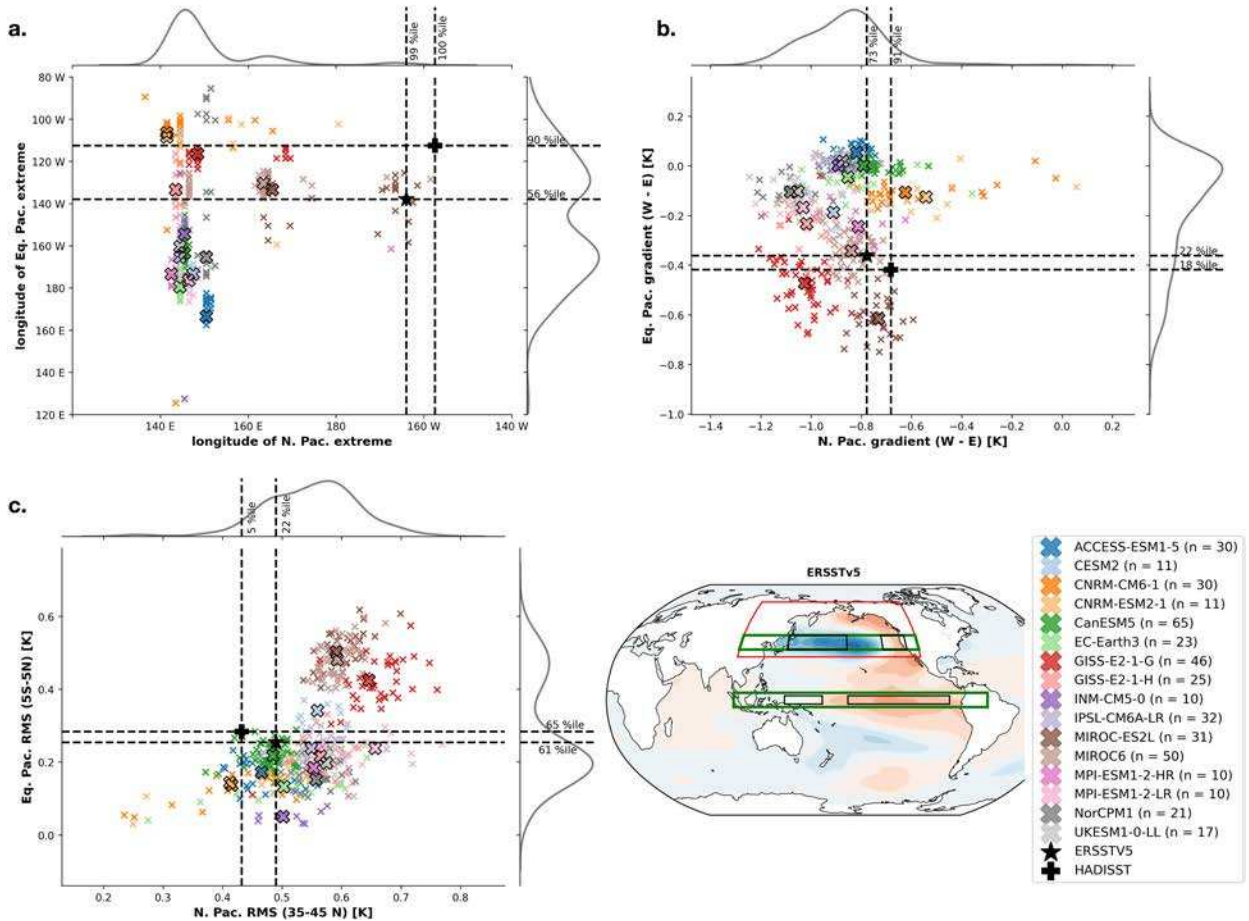 a.
99 %ile
100 %ile
80 W
100 W
120 W
140 W
160 W
180
160 E
140 E
120 E
longitude of Eq. Pac. extreme
90 %ile
56 %ile
140 E
160 E
180
160 W
140 W
longitude of N. Pac. extreme
b.
73 %ile
91 %ile
0.2
0.0
−0.2
−0.4
−0.6
−0.8
−1.0
Eq. Pac. gradient (W - E) [K]
22 %ile
18 %ile
−1.4
−1.2
−1.0
−0.8
−0.6
−0.4
−0.2
0.0
0.2
N. Pac. gradient (W - E) [K]
c.
5 %ile
22 %ile
0.6
0.4
0.2
0.0
Eq. Pac. RMS (5S-5N) [K]
65 %ile
61 %ile
0.2
0.3
0.4
0.5
0.6
0.7
0.8
N. Pac. RMS (35-45 N) [K]
ERSSTv5
ACCESS-ESM1-5 (n = 30)
CESM2 (n = 11)
CNRM-CM6-1 (n = 30)
CNRM-ESM2-1 (n = 11)
CanESM5 (n = 65)
EC-Earth3 (n = 23)
GISS-E2-1-G (n = 46)
GISS-E2-1-H (n = 25)
INM-CM5-0 (n = 10)
IPSL-CM6A-LR (n = 32)
MIROC-ES2L (n = 31)
MIROC6 (n = 50)
MPI-ESM1-2-HR (n = 10)
MPI-ESM1-2-LR (n = 10)
NorCPM1 (n = 21)
UKESM1-0-LL (n = 17)
ERSSTV5
HADISST